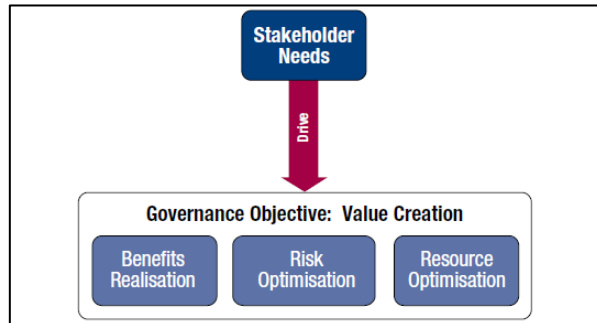 Stakeholder
Needs
Drive
Governance Objective: Value Creation
Benefits
Realisation
Risk
Optimisation
Resource
Optimisation